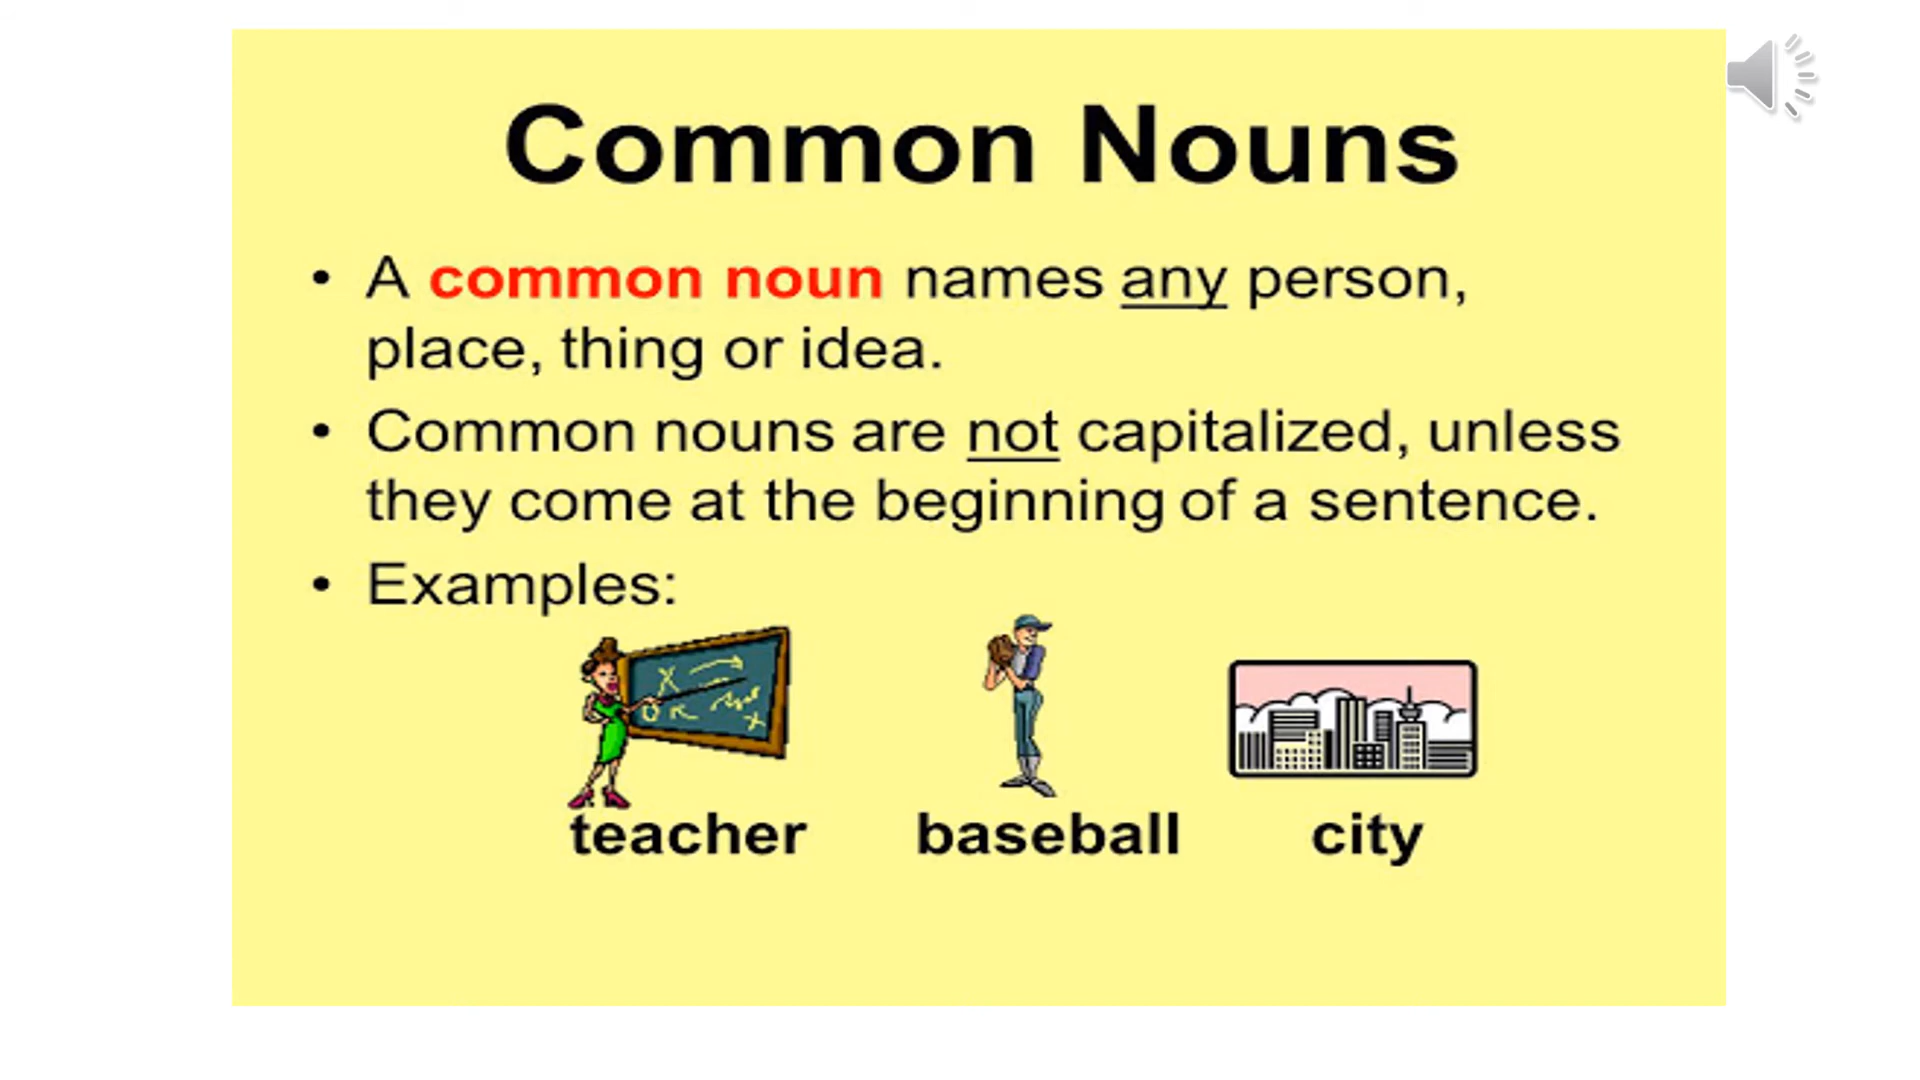 Common Nouns
• A common noun names any person,
place, thing or idea.
• Common nouns are not capitalized, unless
they come at the beginning of a sentence.
• Examples:
teacher baseball city